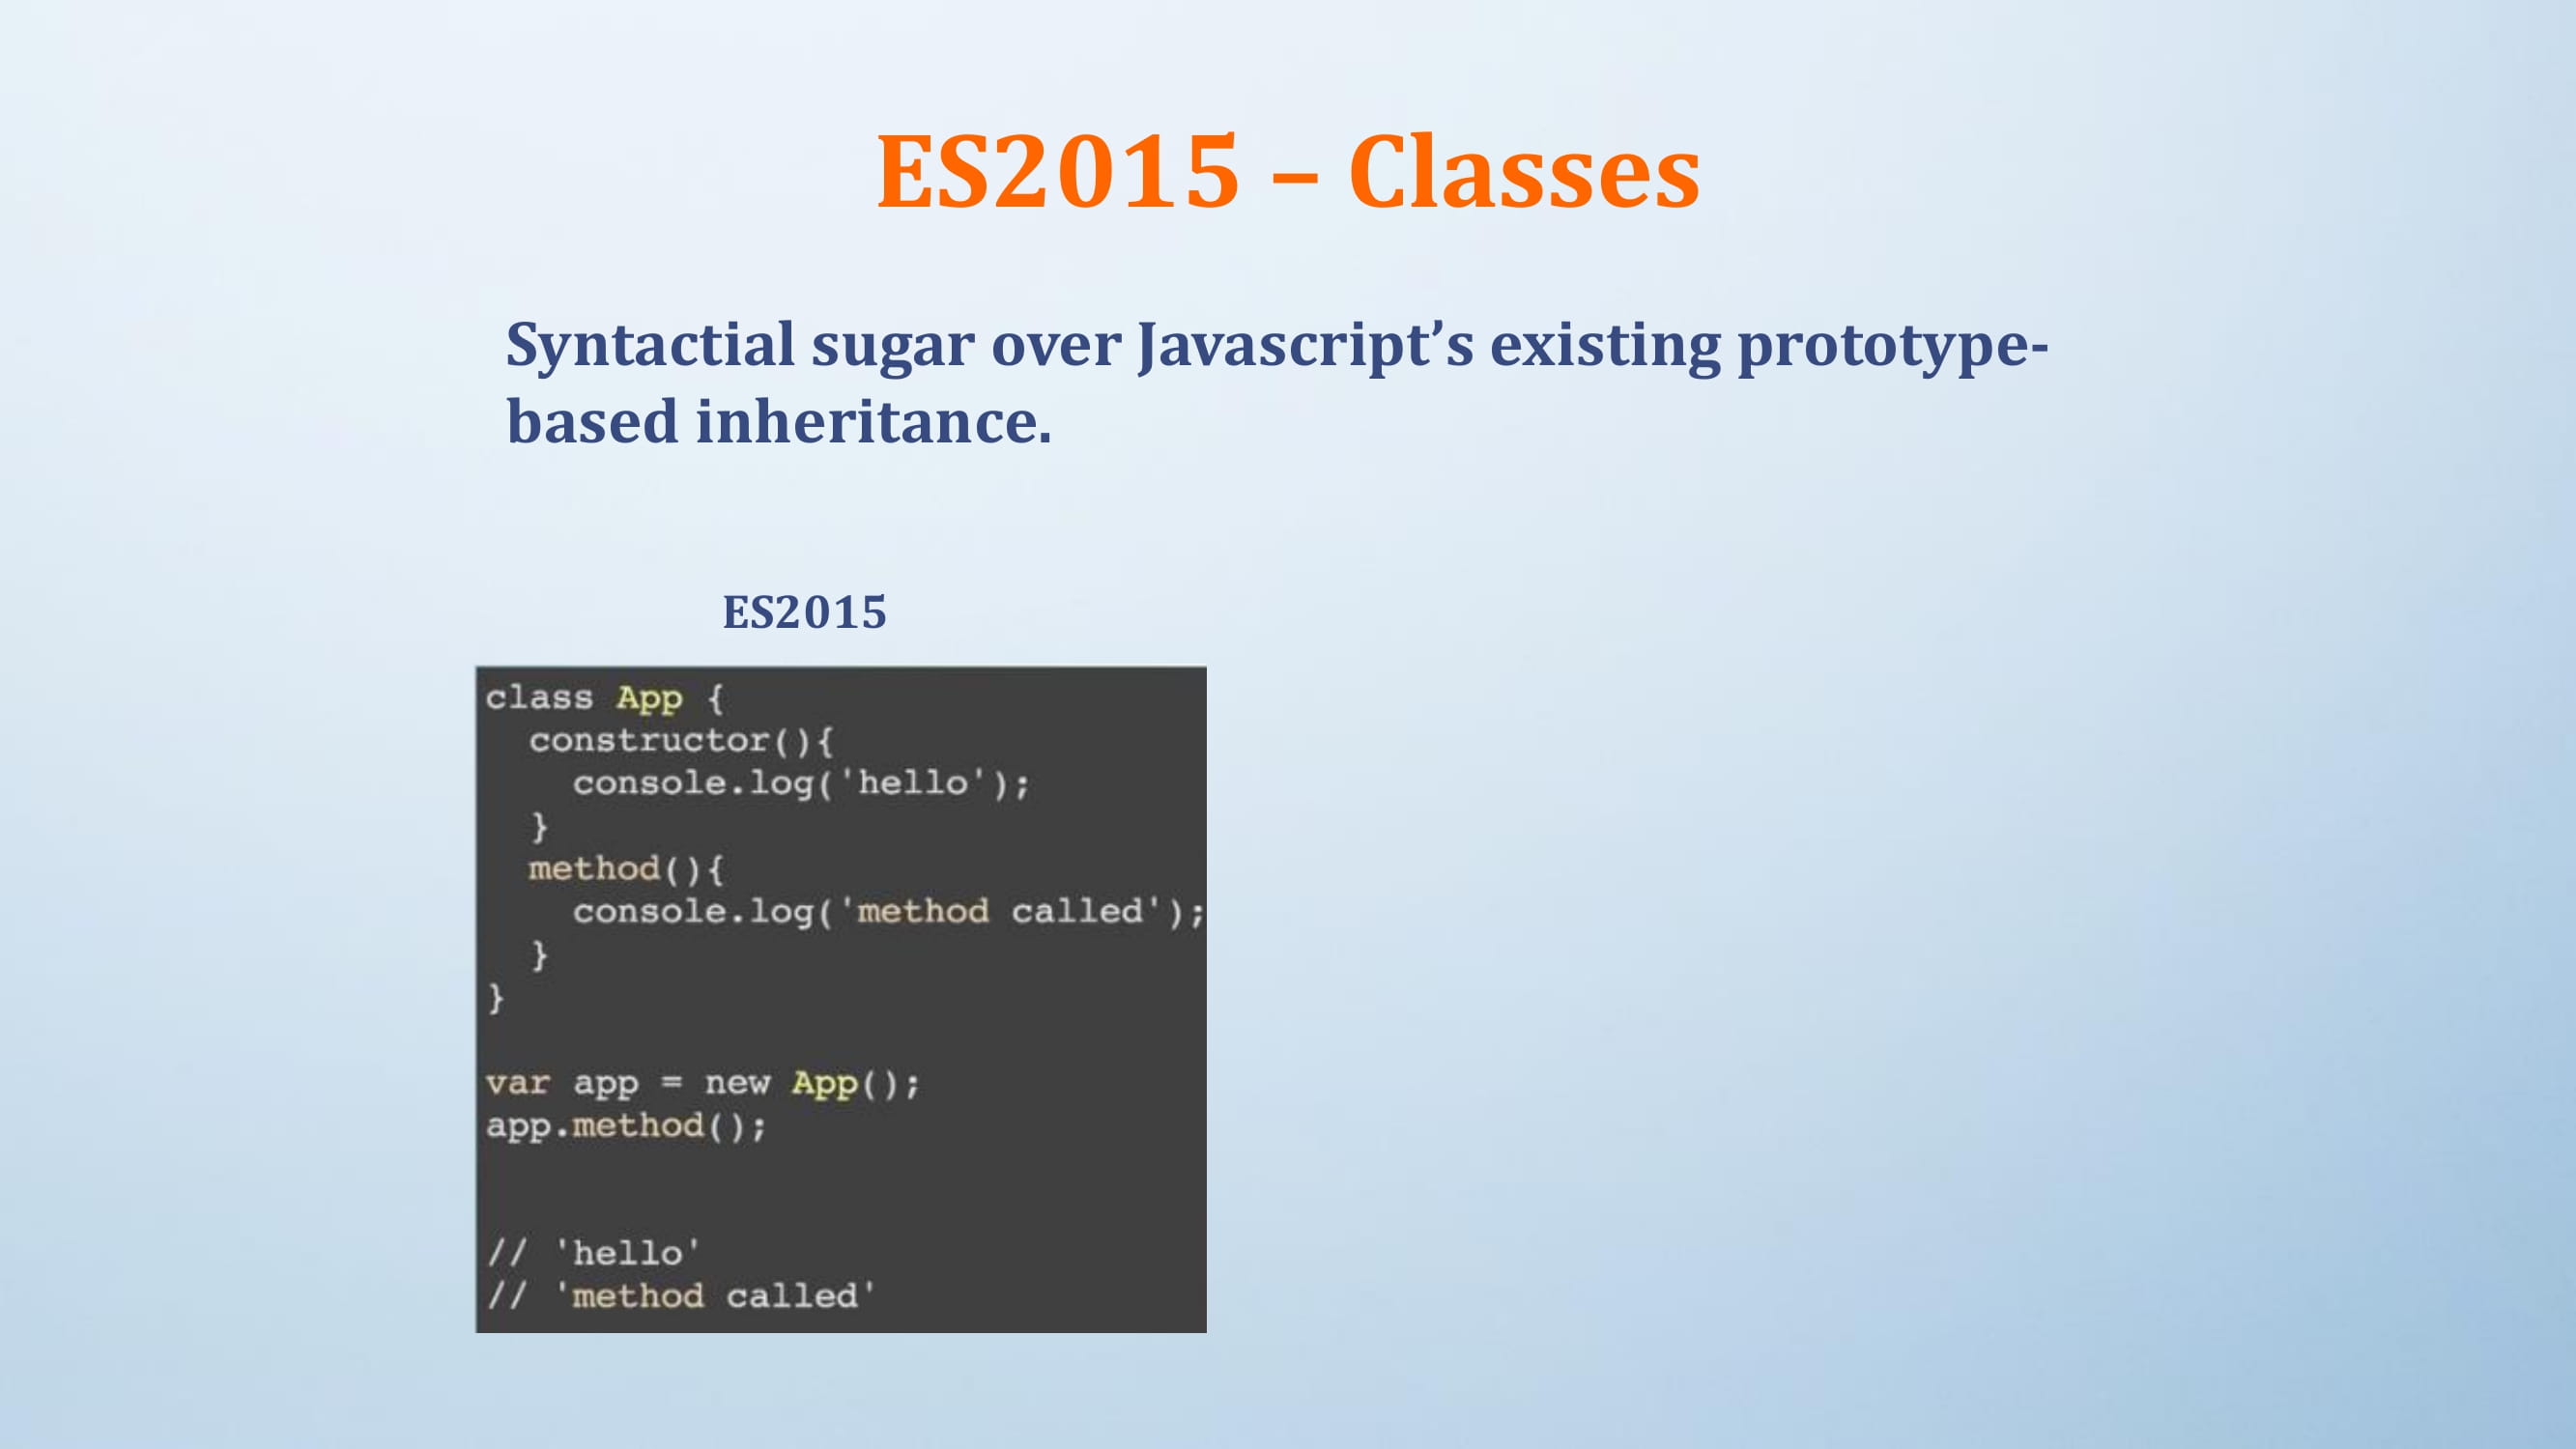 ES2015 – Classes
Syntactial sugar over Javascript’s existing prototype-
based inheritance.
ES2015
class App {
  constructor(){
    console.log('hello');
  }
  method(){
    console.log('method called');
  }
}
var app = new App();
app.method();
// 'hello'
// 'method called'